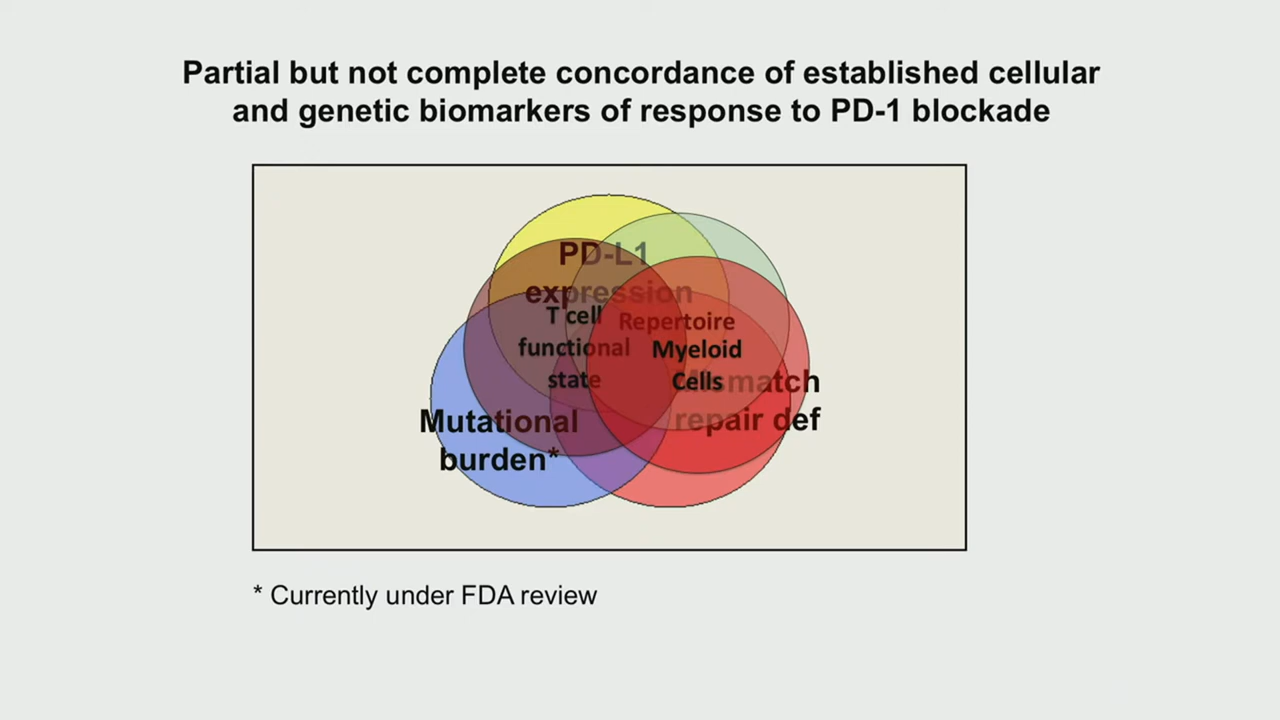 Partial but not complete concordance of established cellular
and genetic biomarkers of response to PD-1 blockade
PD-L1
expression
T cell
functional
state
Repertoire
Myeloid
Cells
Mismatch
repair def
Mutational
burden*
* Currently under FDA review